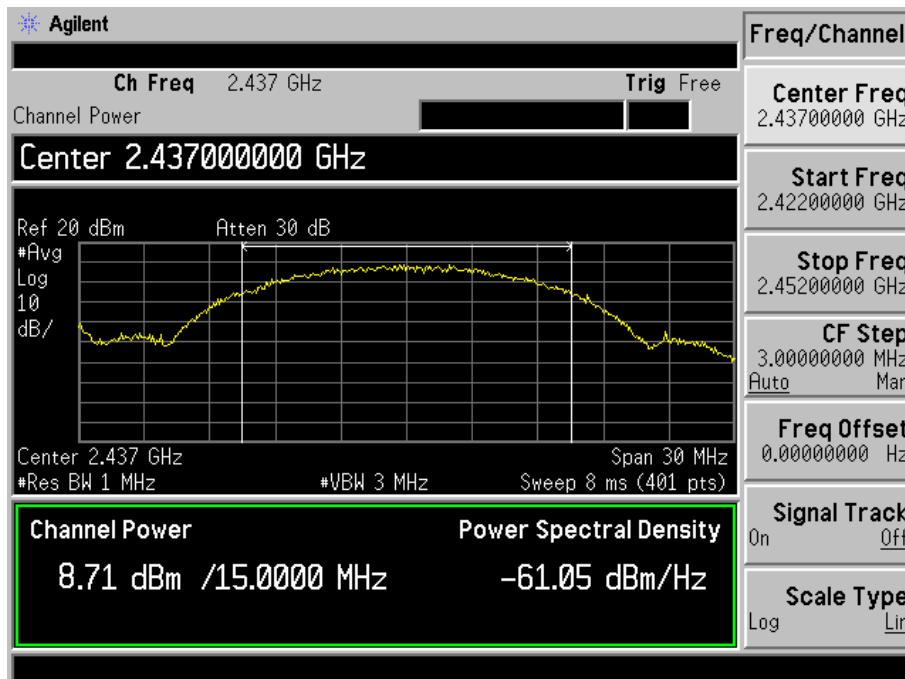 Agilent
Freq/Channel
Ch Freq 2.437 GHz
Trig Free
Channel Power
Center 2.437000000 GHz
Ref 20 dBm
Atten 30 dB
#Avg
Log
10
dB/
Center 2.437 GHz
Span 30 MHz
#Res BW 1 MHz
#VBW 3 MHz
Sweep 8 ms (401 pts)
Channel Power
Power Spectral Density
8.71 dBm /15.0000 MHz
-61.05 dBm/Hz
Center Freq
2.43700000 GHz
Start Freq
2.42200000 GHz
Stop Freq
2.45200000 GHz
CF Step
3.00000000 MHz
Auto Man
Freq Offset
0.00000000 Hz
Signal Track
On Off
Scale Type
Log Lin